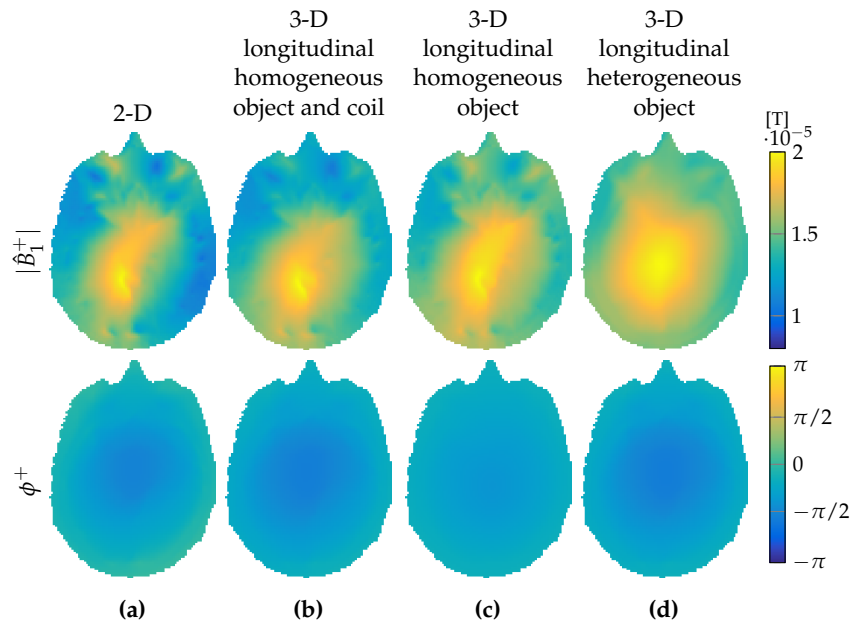 2-D
3-D
longitudinal
homogeneous
object and coil
3-D
longitudinal
homogeneous
object
3-D
longitudinal
heterogeneous
object
[T]
·10⁻⁵
2
1.5
1
|B̂₁⁺|
π
π/2
0
−π/2
−π
ϕ⁺
(a)
(b)
(c)
(d)